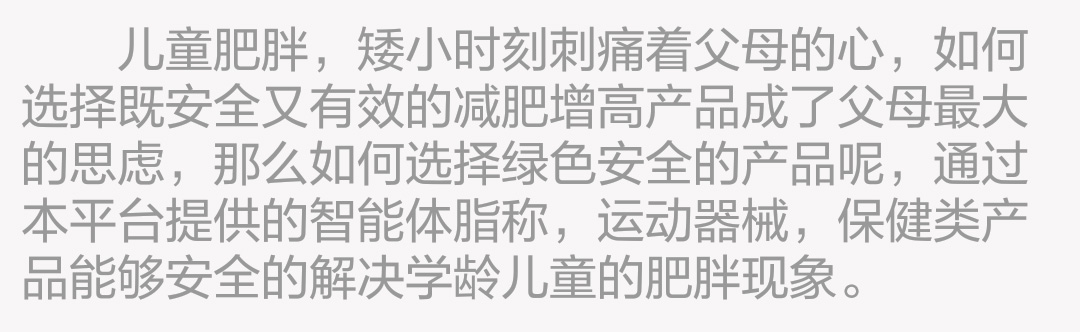 儿童肥胖，矮小时刻刺痛着父母的心，如何
选择既安全又有效的减肥增高产品成了父母最大
的思虑，那么如何选择绿色安全的产品呢，通过
本平台提供的智能体脂称，运动器械，保健类产
品能够安全的解决学龄儿童的肥胖现象。